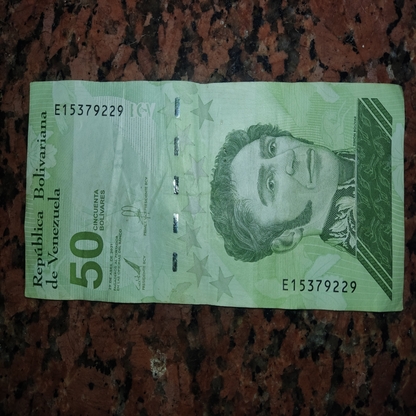 E15379229
República Bolivariana
de Venezuela
50
CINCUENTA
BOLÍVARES
E15379229